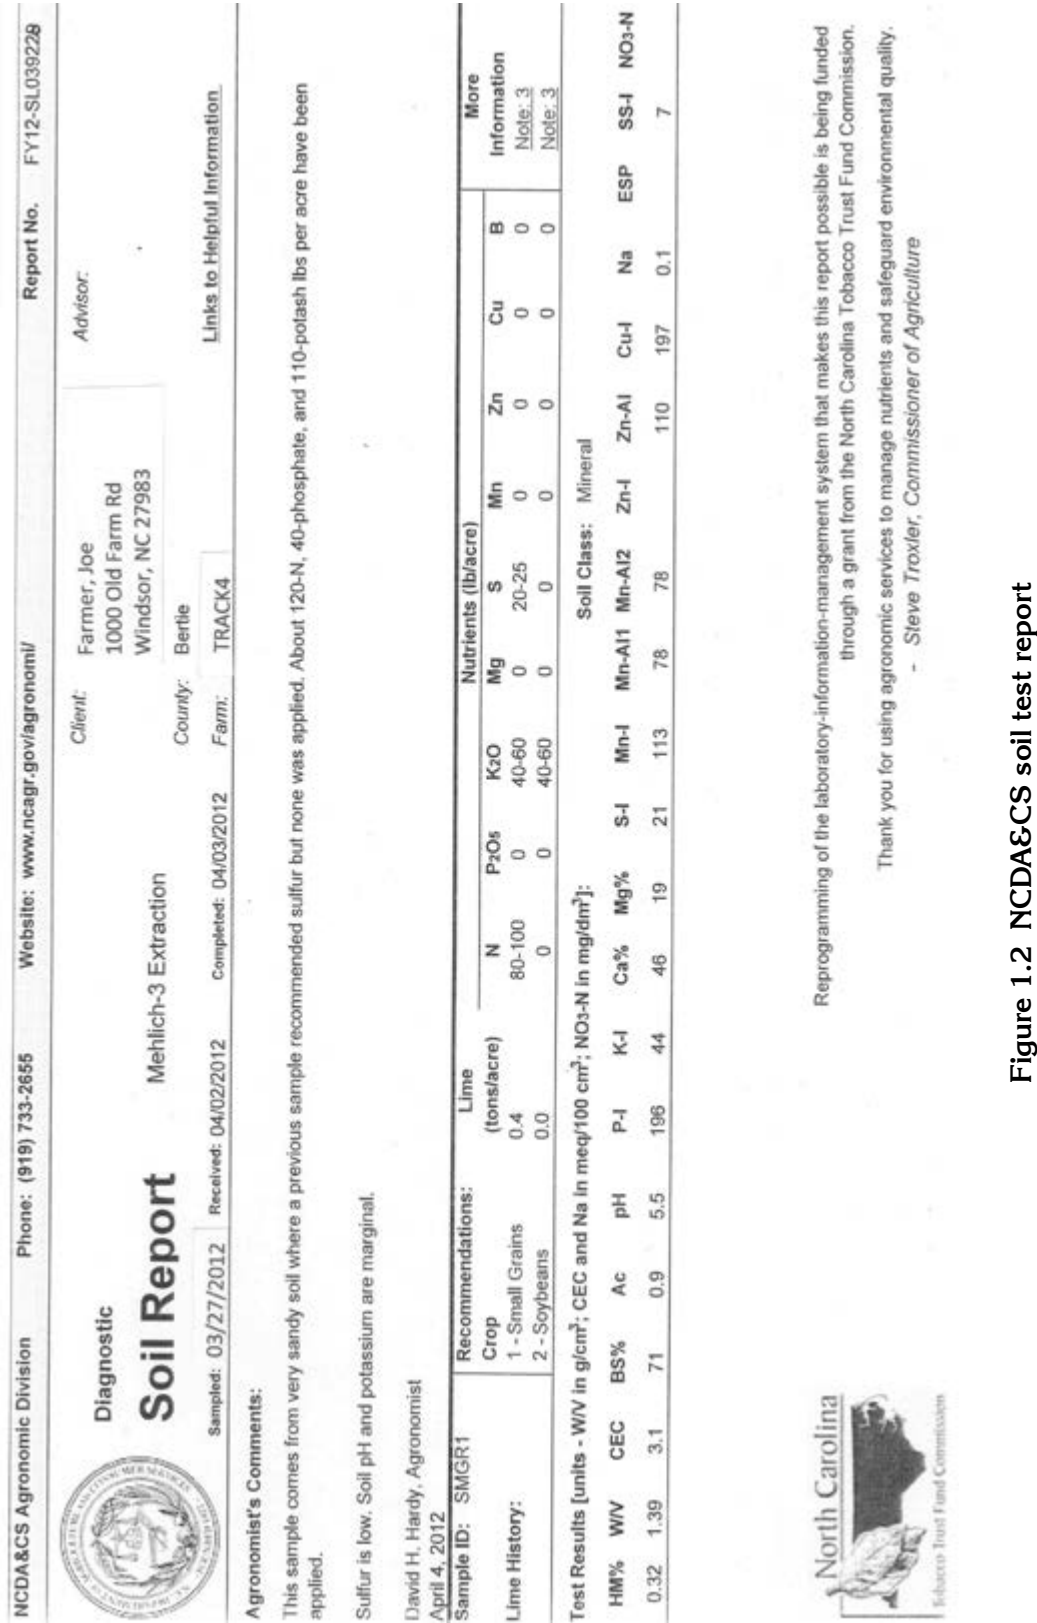 NCDA&CS Agronomic Division Phone: (919) 733-2655 Website: www.ncagr.gov/agronomi/ Report No. FY12-SL039228
Diagnostic
Soil Report
Mehlich-3 Extraction
Client: Farmer, Joe
1000 Old Farm Rd
Windsor, NC 27983
Advisor:
County: Bertie
Sampled: 03/27/2012 Received: 04/02/2012 Completed: 04/03/2012 Farm: TRACK4 Links to Helpful Information
Agronomist's Comments:
This sample comes from very sandy soil where a previous sample recommended sulfur but none was applied. About 120-N, 40-phosphate, and 110-potash lbs per acre have been
applied.
Sulfur is low. Soil pH and potassium are marginal.
David H. Hardy, Agronomist
April 4, 2012
Sample ID: SMGR1 Recommendations: Lime Nutrients (lb/acre) More
Crop (tons/acre) N P2O5 K2O Mg S Mn Zn Cu B Information
1 - Small Grains 0.4 80-100 0 40-60 0 20-25 0 0 0 0 Note: 3
Lime History: 2 - Soybeans 0.0 0 0 40-60 0 0 0 0 0 0 Note: 3
Test Results [units - W/V in g/cm³; CEC and Na in meq/100 cm³; NO3-N in mg/dm³]: Soil Class: Mineral
HM% W/V CEC BS% Ac pH P-I K-I Ca% Mg% S-I Mn-I Mn-AI1 Mn-AI2 Zn-I Zn-AI Cu-I Na ESP SS-I NO3-N
0.32 1.39 3.1 71 0.9 5.5 196 44 46 19 21 113 78 78 110 197 0.1 7
North Carolina
Tobacco Trust Fund Commission
Reprogramming of the laboratory-information-management system that makes this report possible is being funded
through a grant from the North Carolina Tobacco Trust Fund Commission.
Thank you for using agronomic services to manage nutrients and safeguard environmental quality.
- Steve Troxler, Commissioner of Agriculture
Figure 1.2 NCDA&CS soil test report